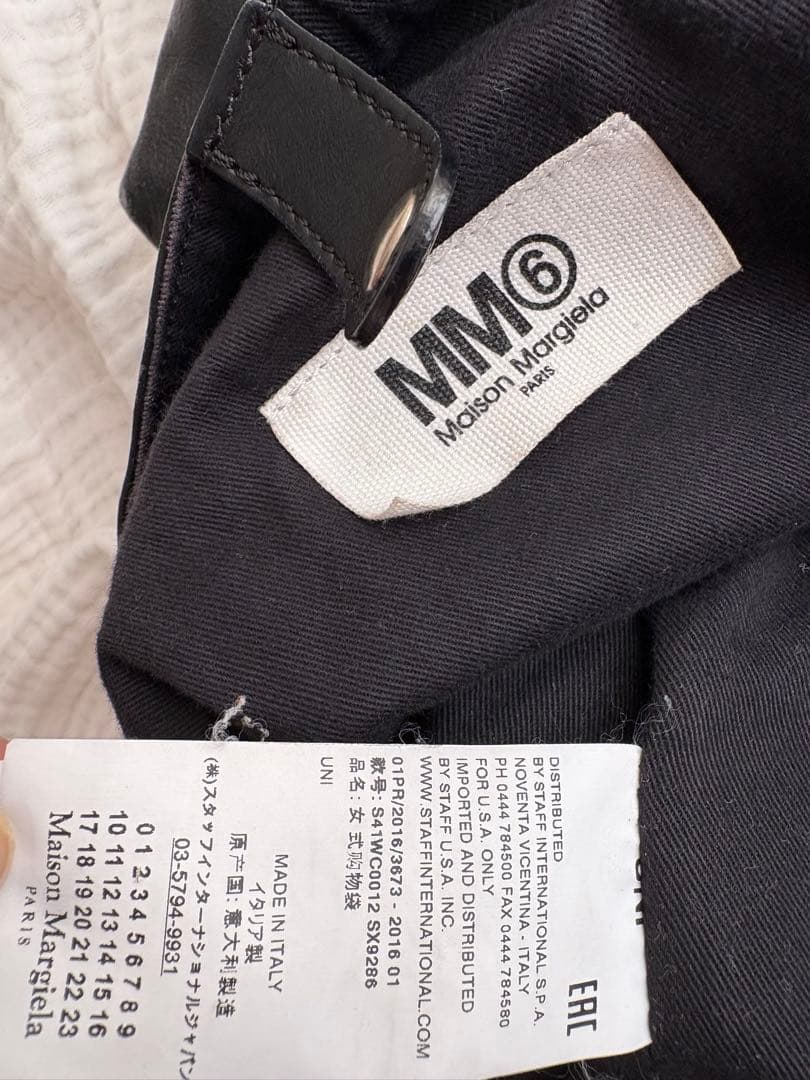 MM⑥
Maison Margiela
PARIS
EAC
DISTRIBUTED
BY STAFF INTERNATIONAL S.P.A.
NOVENTA VICENTINA - ITALY
PH 0444 784500 FAX 0444 784580
FOR U.S.A. ONLY
IMPORTED AND DISTRIBUTED
BY STAFF U.S.A. INC.
WWW.STAFFINTERNATIONAL.COM
01PR/2016/3673 - 2016 01
款号: S41WC0012 SX9286
品名: 女 式购物袋
UNI
MADE IN ITALY
イタリア製
原产国: 意大利製造
(株)スタッフインターナショナルジャパン
03-5794-9931
0 1 2 3 4 5 6 7 8 9
10 11 12 13 14 15 16
17 18 19 20 21 22 23
Maison Margiela
PARIS